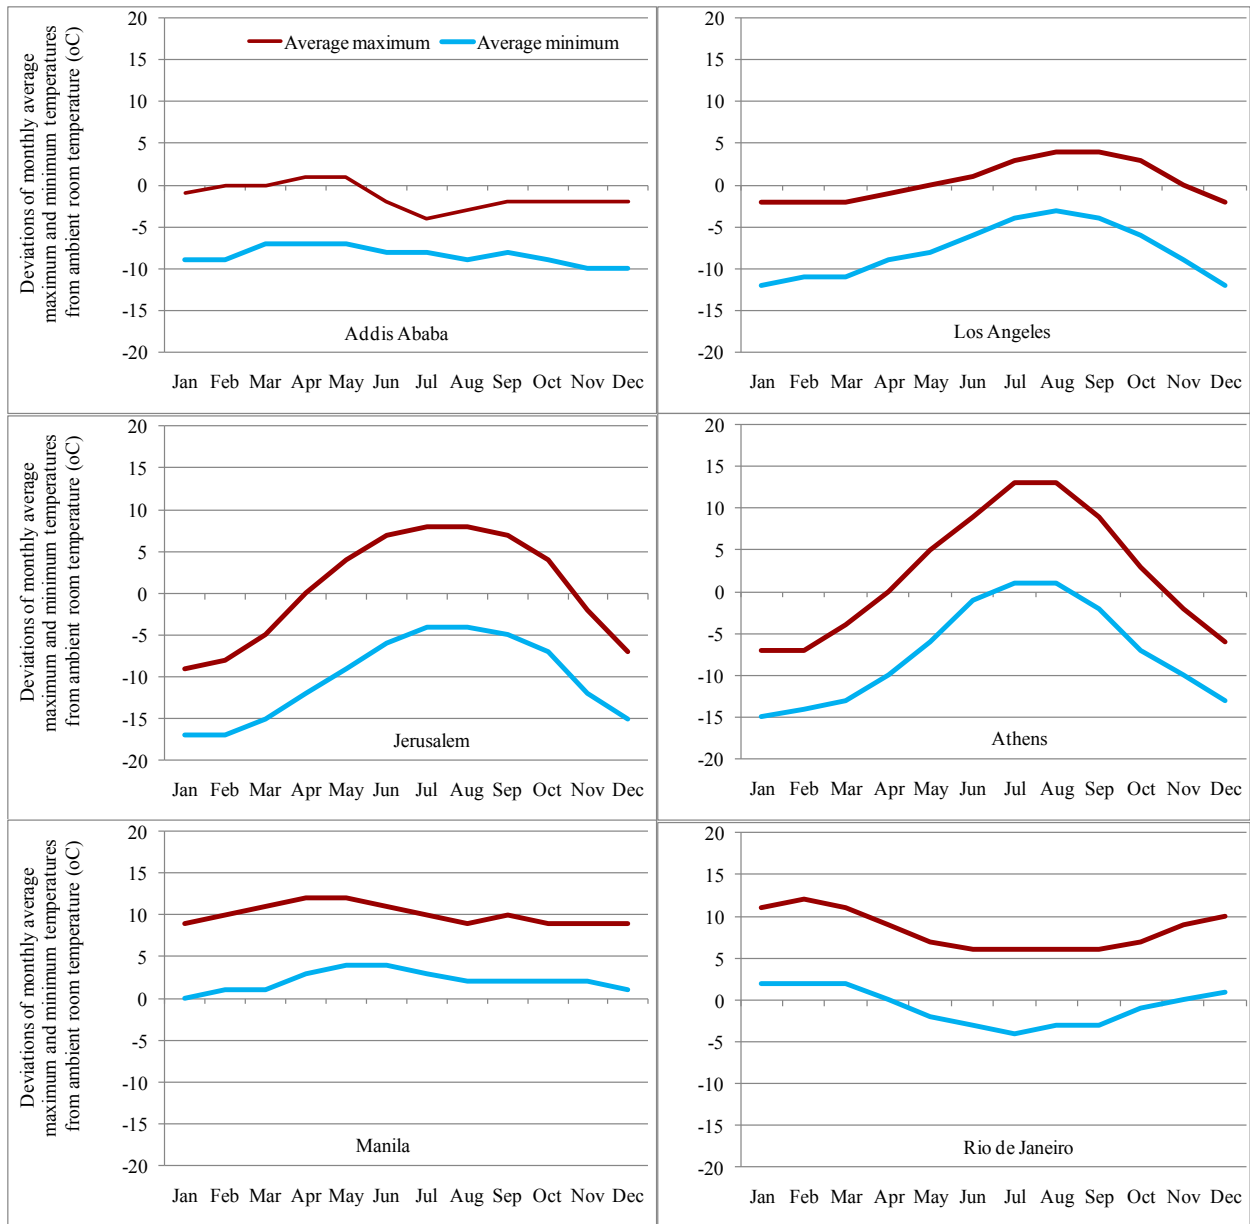 Deviations of monthly average
maximum and minimum temperatures
from ambient room temperature (oC)
20
15
10
5
0
-5
-10
-15
-20
Average maximum
Average minimum
Addis Ababa
Jan Feb Mar Apr May Jun Jul Aug Sep Oct Nov Dec
20
15
10
5
0
-5
-10
-15
-20
Los Angeles
Jan Feb Mar Apr May Jun Jul Aug Sep Oct Nov Dec
Deviations of monthly average
maximum and minimum temperatures
from ambient room temperature (oC)
20
15
10
5
0
-5
-10
-15
-20
Jerusalem
Jan Feb Mar Apr May Jun Jul Aug Sep Oct Nov Dec
20
15
10
5
0
-5
-10
-15
-20
Athens
Jan Feb Mar Apr May Jun Jul Aug Sep Oct Nov Dec
Deviations of monthly average
maximum and minimum temperatures
from ambient room temperature (oC)
20
15
10
5
0
-5
-10
-15
-20
Manila
Jan Feb Mar Apr May Jun Jul Aug Sep Oct Nov Dec
20
15
10
5
0
-5
-10
-15
-20
Rio de Janeiro
Jan Feb Mar Apr May Jun Jul Aug Sep Oct Nov Dec